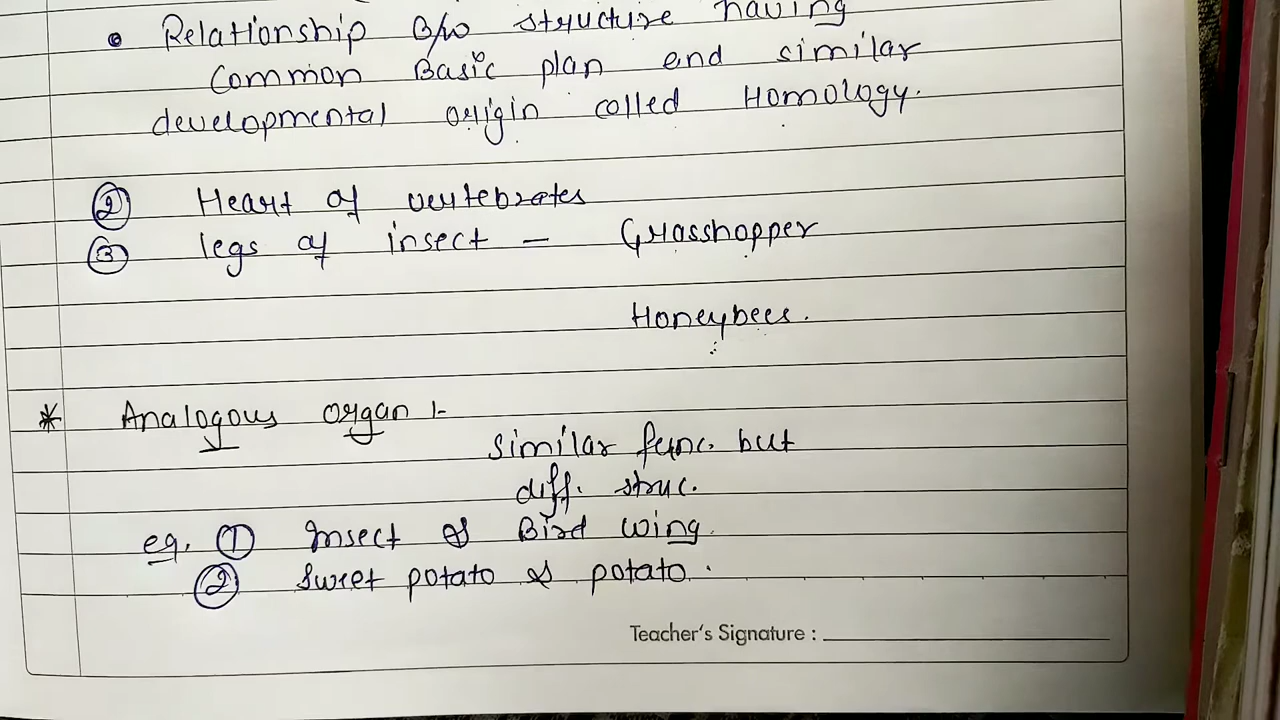 • Relationship B/w structure having
Common Basic plan and similar
developmental origin called Homology.
② Heart of vertebrates
③ legs of insect – Grasshopper
Honeybees.
* Analogous organ :-
similar func. but
diff. struc.
eg. ① Insect & Bird wing.
② Sweet potato & potato.
Teacher's Signature :